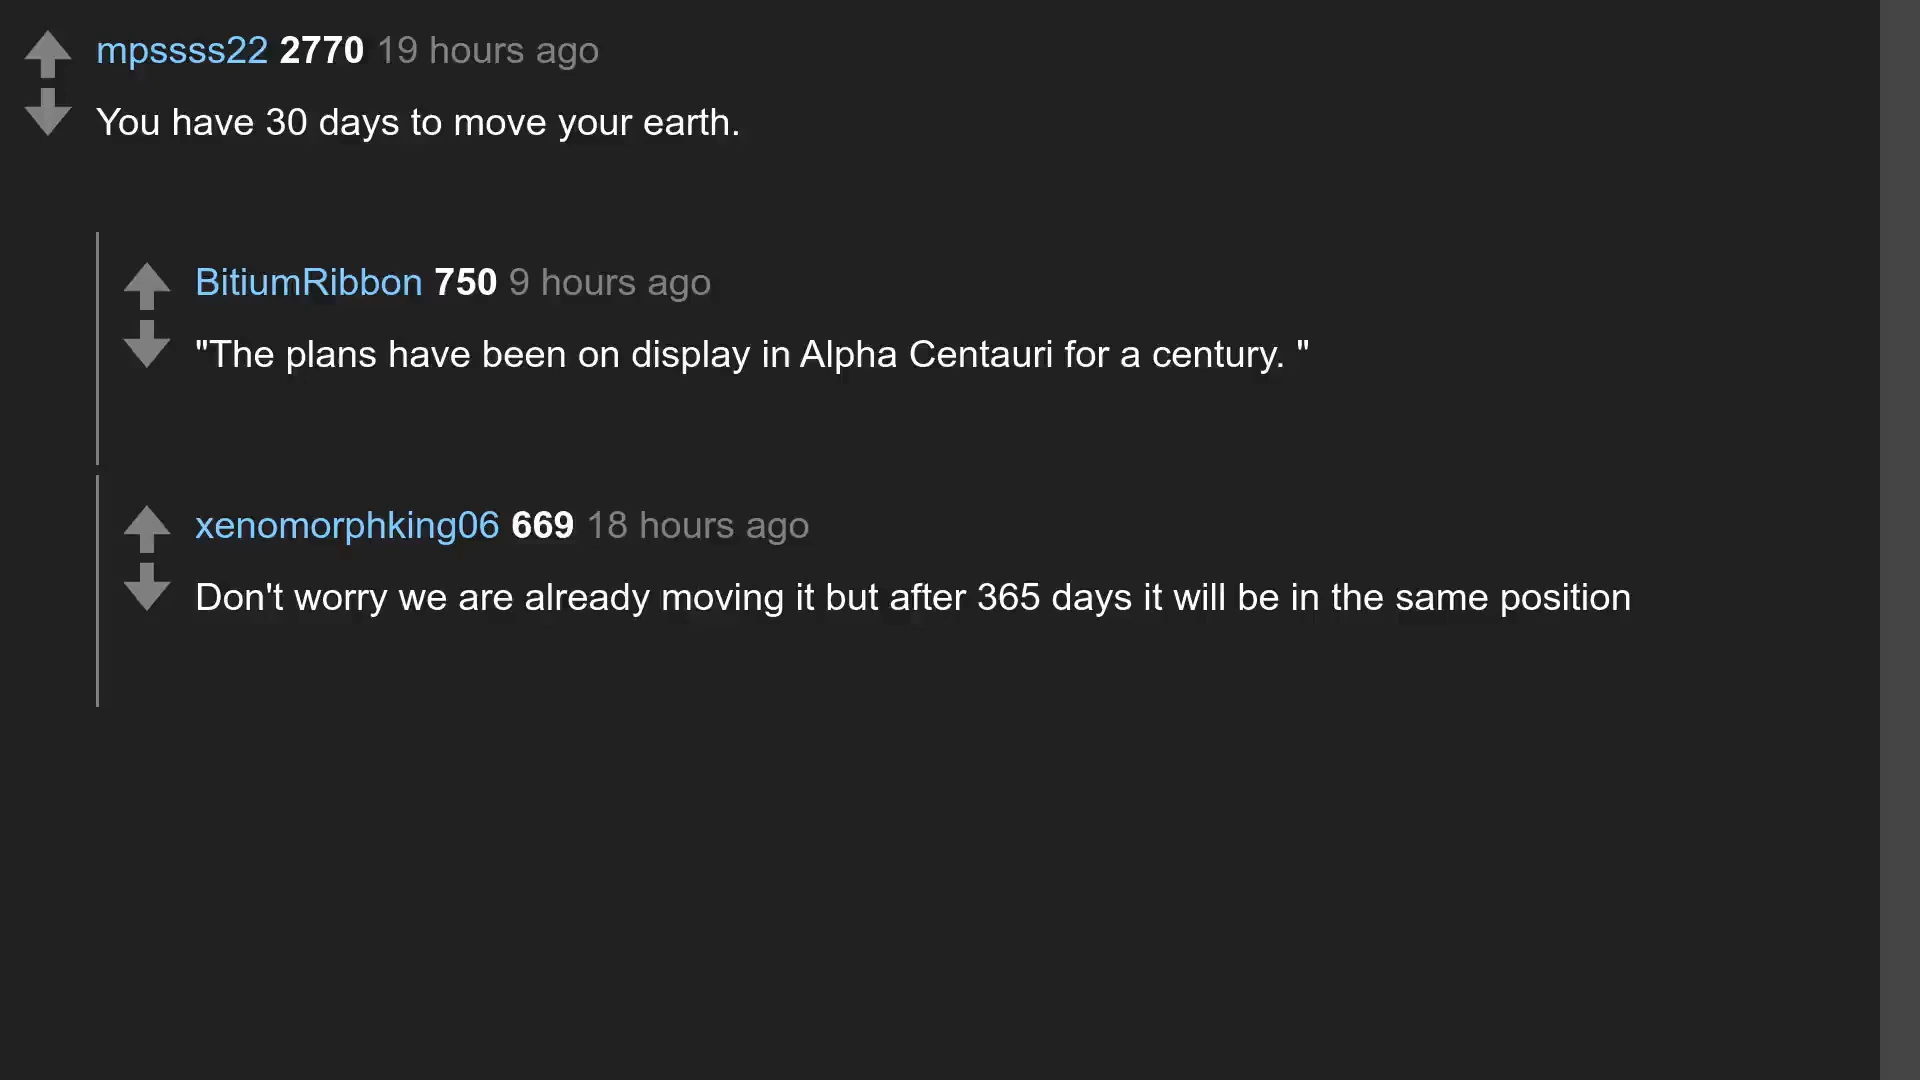 mpssss22 2770 19 hours ago
You have 30 days to move your earth.
BitiumRibbon 750 9 hours ago
"The plans have been on display in Alpha Centauri for a century. "
xenomorphking06 669 18 hours ago
Don't worry we are already moving it but after 365 days it will be in the same position